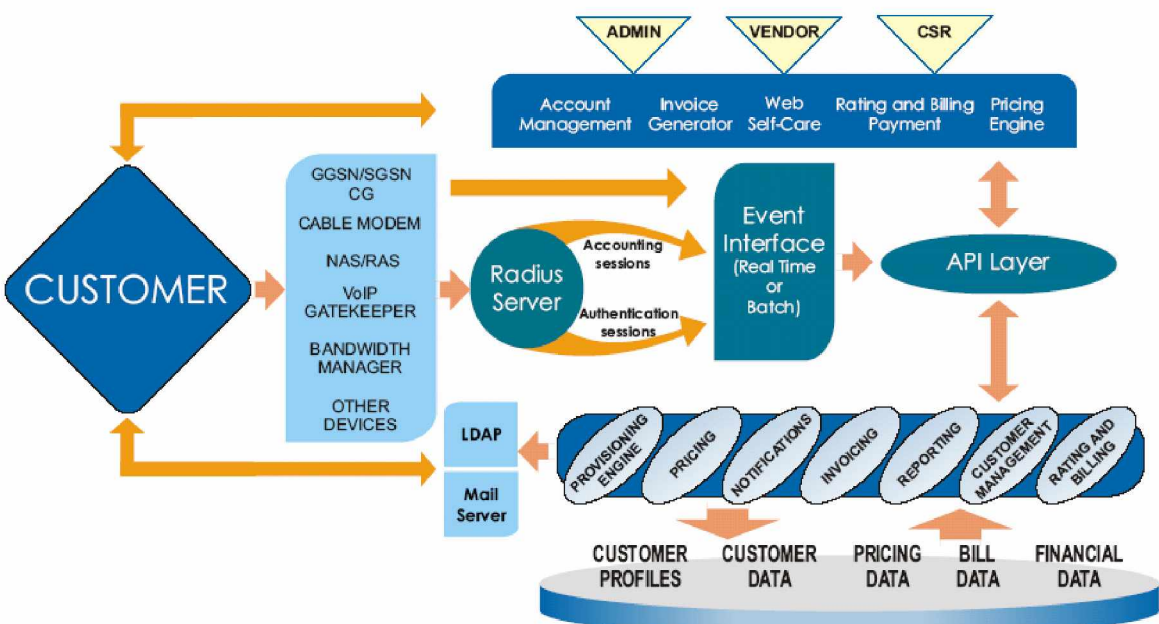 ADMIN
VENDOR
CSR
Account
Management
Invoice
Generator
Web
Self-Care
Rating and Billing
Payment
Pricing
Engine
CUSTOMER
GGSN/SGSN
CG
CABLE MODEM
NAS/RAS
VoIP
GATEKEEPER
BANDWIDTH
MANAGER
OTHER
DEVICES
Radius
Server
Accounting
sessions
Authentication
sessions
Event
Interface
(Real Time
or
Batch)
API Layer
LDAP
Mail
Server
PROVISIONING
ENGINE
PRICING
NOTIFICATIONS
INVOICING
REPORTING
CUSTOMER
MANAGEMENT
RATING AND
BILLING
CUSTOMER
PROFILES
CUSTOMER
DATA
PRICING
DATA
BILL
DATA
FINANCIAL
DATA